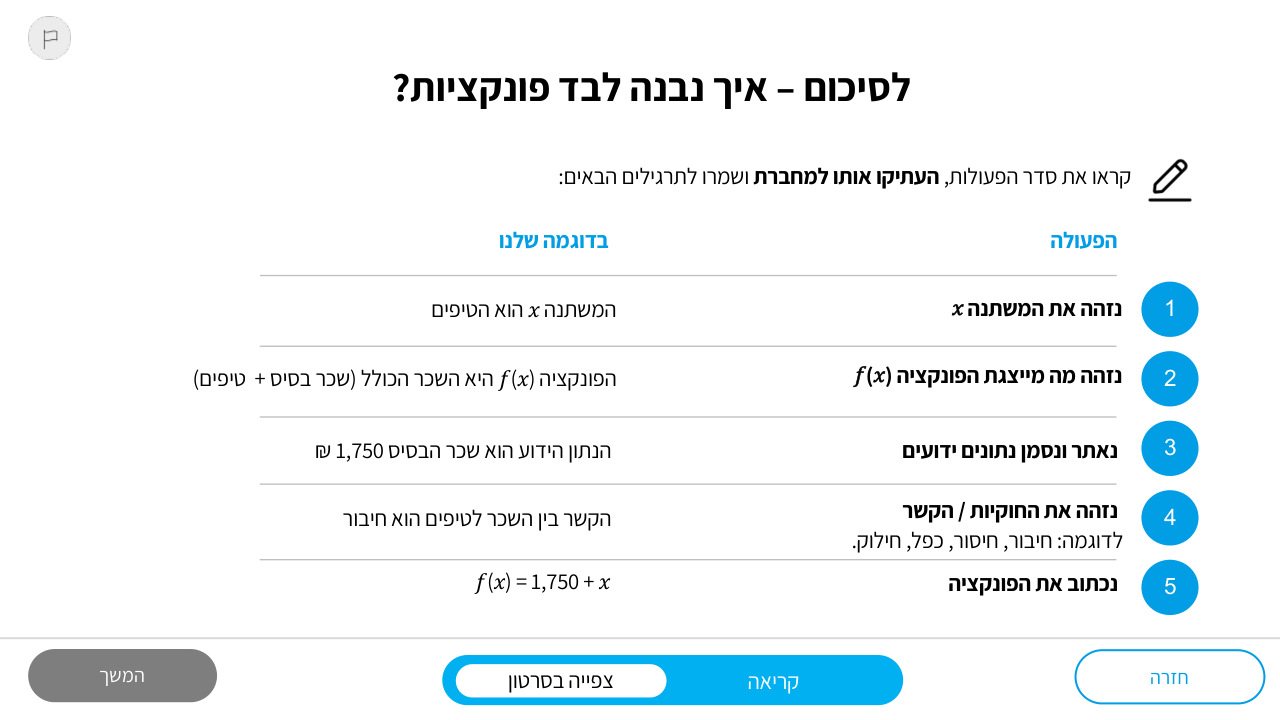 לסיכום – איך נבנה לבד פונקציות?
קראו את סדר הפעולות, העתיקו אותו למחברת ושמרו לתרגילים הבאים:
הפעולה בדוגמה שלנו
1 נזהה את המשתנה x המשתנה x הוא הטיפים
2 נזהה מה מייצגת הפונקציה f(x) הפונקציה f(x) היא השכר הכולל (שכר בסיס + טיפים)
3 נאתר ונסמן נתונים ידועים הנתון הידוע הוא שכר הבסיס 1,750 ₪
4 נזהה את החוקיות / הקשר הקשר בין השכר לטיפים הוא חיבור
לדוגמה: חיבור, חיסור, כפל, חילוק.
5 נכתוב את הפונקציה f(x) = 1,750 + x
חזרה קריאה צפייה בסרטון המשך